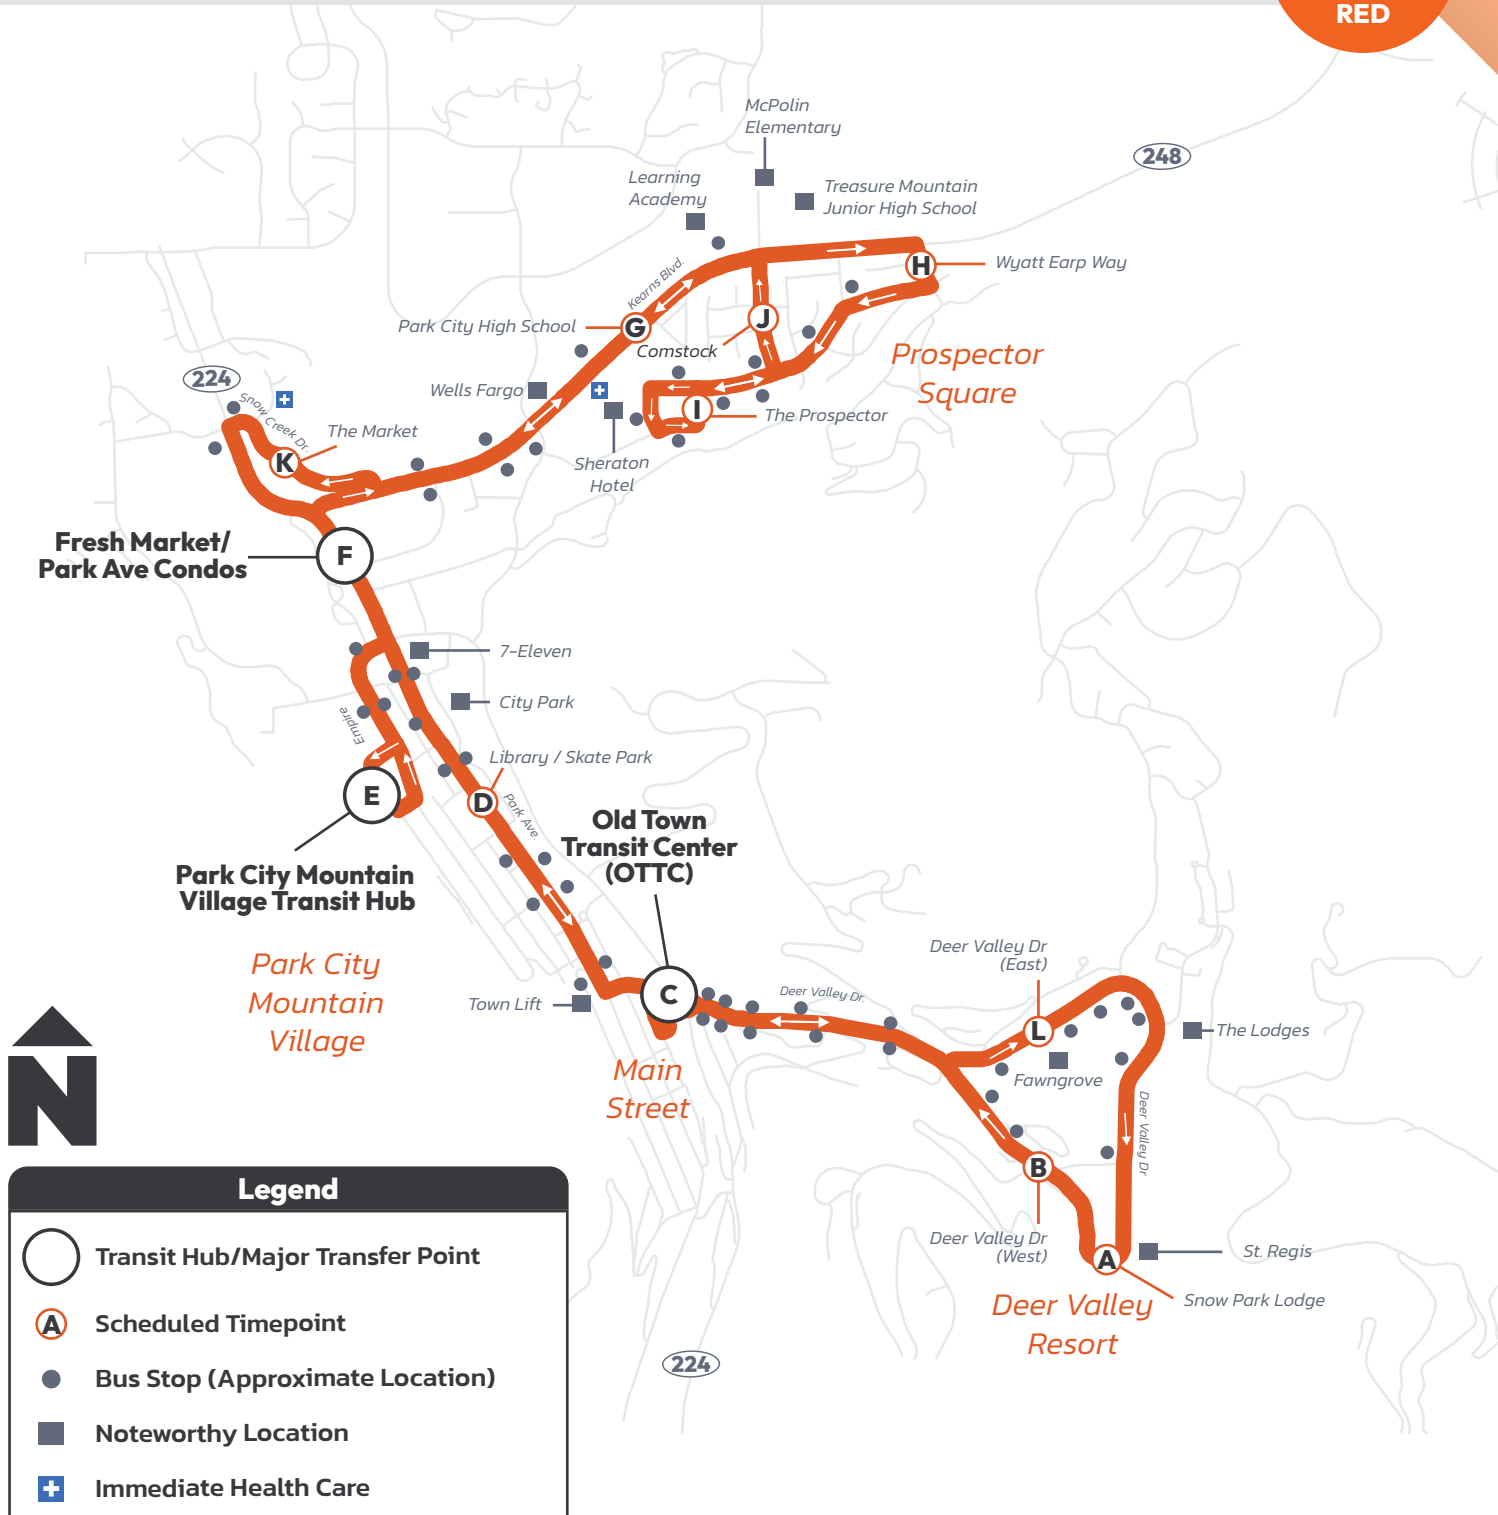 RED
McPolin
Elementary
248
Learning
Academy
Treasure Mountain
Junior High School
H
Wyatt Earp Way
Kearns Blvd.
Park City High School
G
J
Comstock
Prospector
Square
224
Wells Fargo
Snow Creek Dr.
I
The Prospector
The Market
K
Sheraton
Hotel
Fresh Market/
Park Ave Condos
F
7-Eleven
City Park
Empire
Library / Skate Park
E
D
Park Ave.
Old Town
Transit Center
(OTTC)
Park City Mountain
Village Transit Hub
Park City
Mountain
Village
Deer Valley Dr
(East)
C
Deer Valley Dr.
Town Lift
L
The Lodges
Main
Street
Fawngrove
Deer Valley Dr
N
B
Deer Valley Dr
(West)
A
St. Regis
Snow Park Lodge
Deer Valley
Resort
224
Legend
Transit Hub/Major Transfer Point
A
Scheduled Timepoint
Bus Stop (Approximate Location)
Noteworthy Location
Immediate Health Care